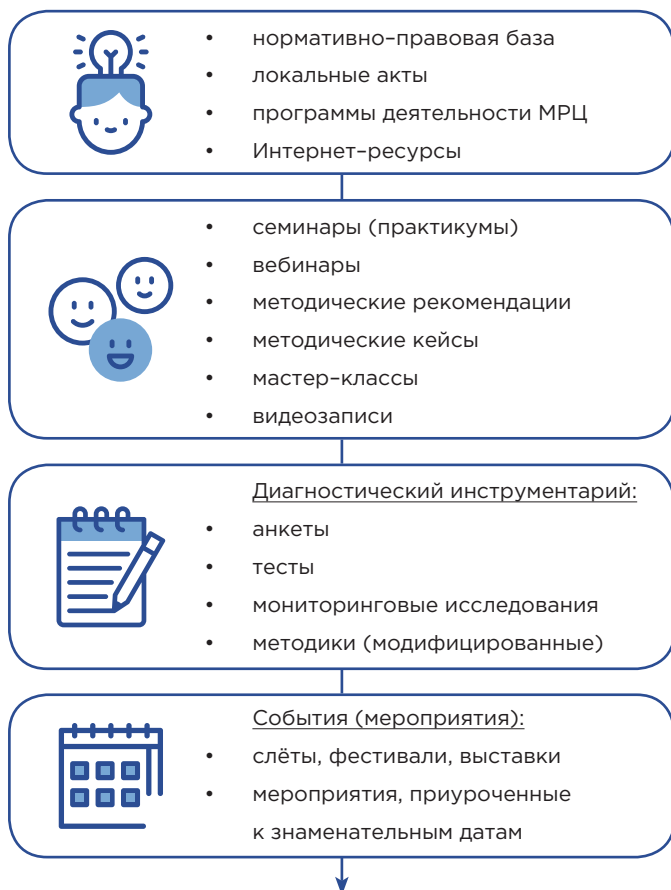 • нормативно-правовая база
• локальные акты
• программы деятельности МРЦ
• Интернет-ресурсы
• семинары (практикумы)
• вебинары
• методические рекомендации
• методические кейсы
• мастер-классы
• видеозаписи
Диагностический инструментарий:
• анкеты
• тесты
• мониторинговые исследования
• методики (модифицированные)
События (мероприятия):
• слёты, фестивали, выставки
• мероприятия, приуроченные
к знаменательным датам